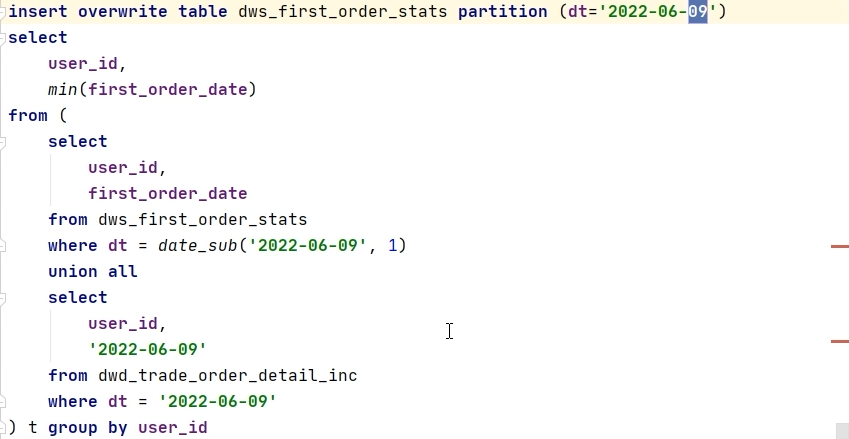 insert overwrite table dws_first_order_stats partition (dt='2022-06-09')
select
    user_id,
    min(first_order_date)
from (
    select
        user_id,
        first_order_date
    from dws_first_order_stats
    where dt = date_sub('2022-06-09', 1)
    union all
    select
        user_id,
        '2022-06-09'
    from dwd_trade_order_detail_inc
    where dt = '2022-06-09'
) t group by user_id